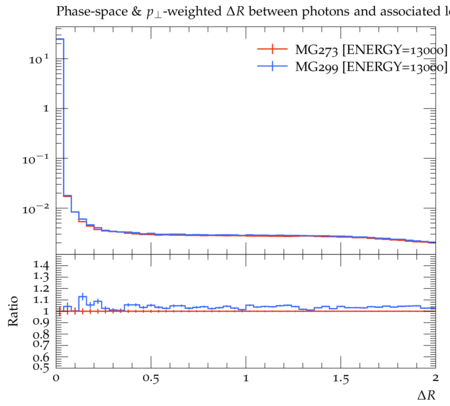 Phase-space & p⊥-weighted ΔR between photons and associated le
MG273 [ENERGY=13000]
MG299 [ENERGY=13000]
10¹
1
10⁻¹
10⁻²
1.4
1.3
1.2
1.1
1
0.9
0.8
0.7
0.6
0.5
Ratio
0 0.5 1 1.5 2
ΔR